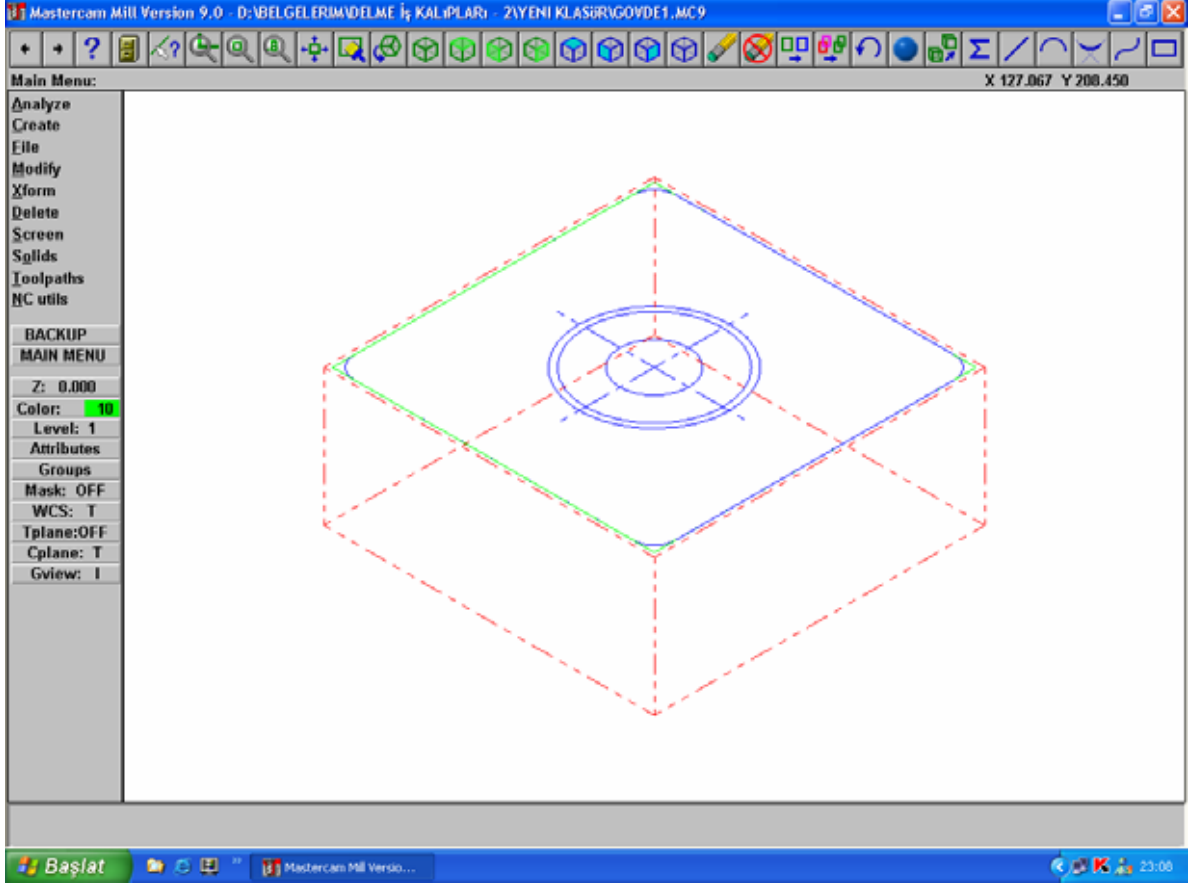 Mastercam Mill Version 9.0 - D:\BELGELERIM\DELME İş KALıPLARı - 2\YENI KLASüR\GOVDE1.MC9
Main Menu:
X 127.067 Y 208.450
Analyze
Create
File
Modify
Xform
Delete
Screen
Solids
Toolpaths
NC utils
BACKUP
MAIN MENU
Z: 0.000
Color: 10
Level: 1
Attributes
Groups
Mask: OFF
WCS: T
Tplane:OFF
Cplane: T
Gview: I
Başlat
Mastercam Mill Versio...
23:08